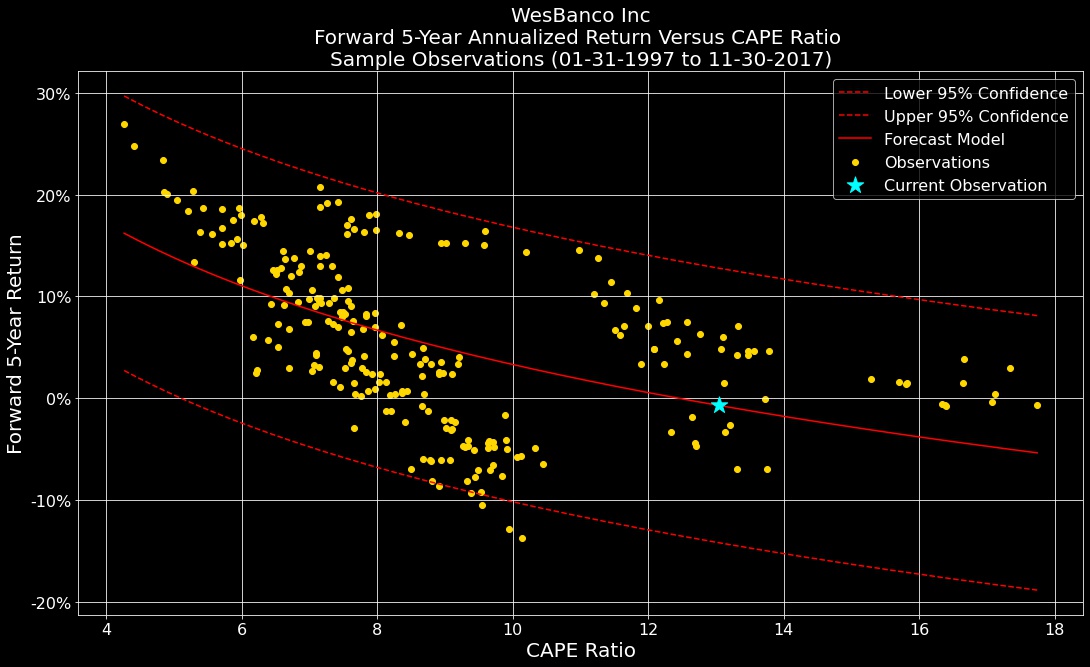 WesBanco Inc
Forward 5-Year Annualized Return Versus CAPE Ratio
Sample Observations (01-31-1997 to 11-30-2017)
Lower 95% Confidence
Upper 95% Confidence
Forecast Model
Observations
Current Observation
Forward 5-Year Return
30%
20%
10%
0%
-10%
-20%
4 6 8 10 12 14 16 18
CAPE Ratio